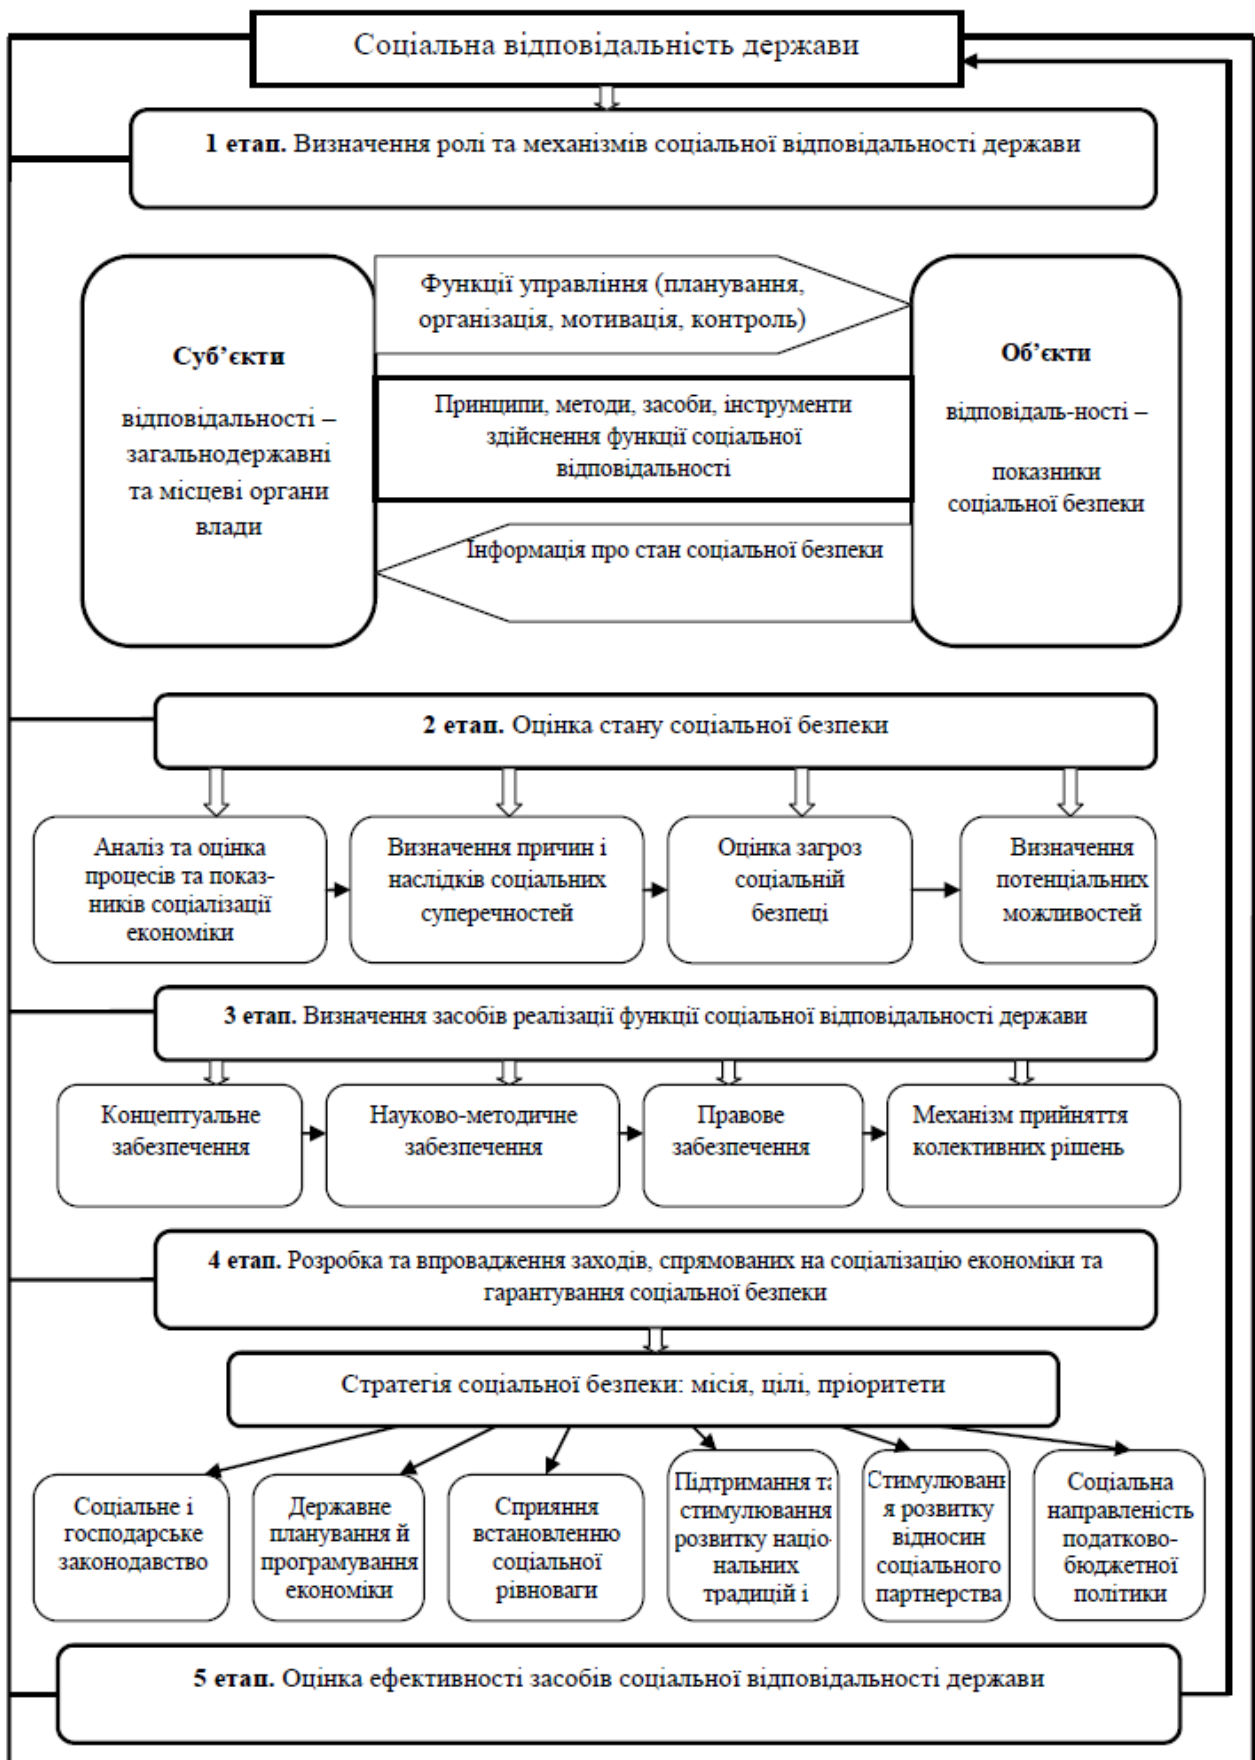 Соціальна відповідальність держави
1 етап. Визначення ролі та механізмів соціальної відповідальності держави
Функції управління (планування,
організація, мотивація, контроль)
Суб’єкти
відповідальності –
загальнодержавні
та місцеві органи
влади
Принципи, методи, засоби, інструменти
здійснення функції соціальної
відповідальності
Об’єкти
відповідаль-ності –
показники
соціальної безпеки
Інформація про стан соціальної безпеки
2 етап. Оцінка стану соціальної безпеки
Аналіз та оцінка
процесів та показ-
ників соціалізації
економіки
Визначення причин і
наслідків соціальних
суперечностей
Оцінка загроз
соціальній
безпеці
Визначення
потенціальних
можливостей
3 етап. Визначення засобів реалізації функції соціальної відповідальності держави
Концептуальне
забезпечення
Науково-методичне
забезпечення
Правове
забезпечення
Механізм прийняття
колективних рішень
4 етап. Розробка та впровадження заходів, спрямованих на соціалізацію економіки та
гарантування соціальної безпеки
Стратегія соціальної безпеки: місія, цілі, пріоритети
Соціальне і
господарське
законодавство
Державне
планування й
програмування
економіки
Сприяння
встановленню
соціальної
рівноваги
Підтримання та
стимулювання
розвитку націо-
нальних
традицій і
Стимулюванн
я розвитку
відносин
соціального
партнерства
Соціальна
направленість
податково-
бюджетної
політики
5 етап. Оцінка ефективності засобів соціальної відповідальності держави